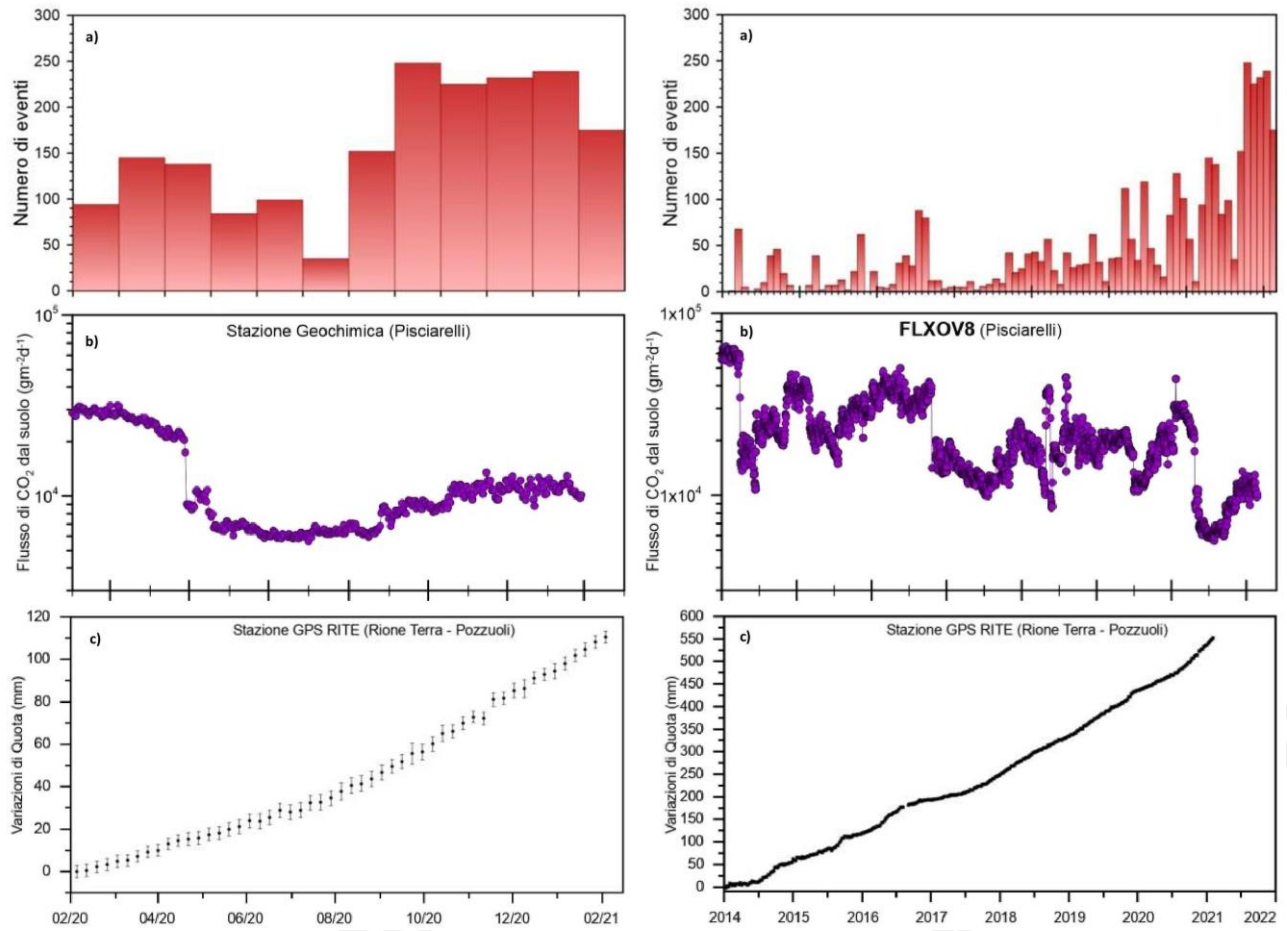 300
250
200
150
100
50
0
Numero di eventi
a)
10⁵
10⁴
Flusso di CO₂ dal suolo (gm⁻²d⁻¹)
b)
Stazione Geochimica (Pisciarelli)
120
100
80
60
40
20
0
Variazioni di Quota (mm)
c)
Stazione GPS RITE (Rione Terra - Pozzuoli)
02/20 04/20 06/20 08/20 10/20 12/20 02/21
300
250
200
150
100
50
0
Numero di eventi
a)
1x10⁵
1x10⁴
Flusso di CO₂ dal suolo (gm⁻²d⁻¹)
b)
FLXOV8 (Pisciarelli)
600
550
500
450
400
350
300
250
200
150
100
50
0
Variazioni di Quota (mm)
c)
Stazione GPS RITE (Rione Terra - Pozzuoli)
2014 2015 2016 2017 2018 2019 2020 2021 2022